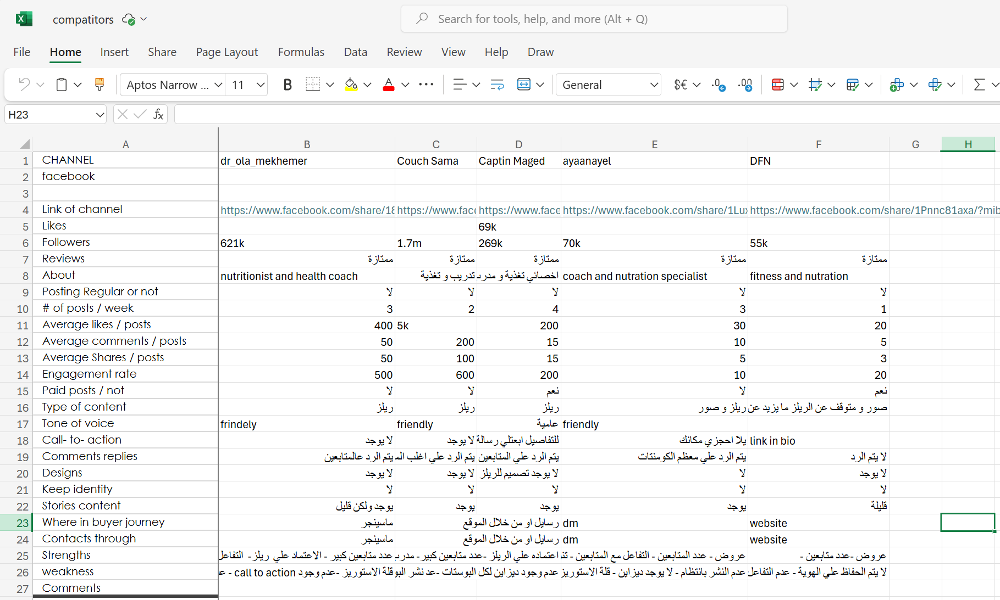 compatitors
Search for tools, help, and more (Alt + Q)
File Home Insert Share Page Layout Formulas Data Review View Help Draw
Aptos Narrow ... 11 B A General $€ .0 .00 Σ
H23 fx
A B C D E F G H
1 CHANNEL dr_ola_mekhemer Couch Sama Captin Maged ayaanayel DFN
2 facebook
3
4 Link of channel https://www.facebook.com/share/18 https://www.face https://www.face https://www.facebook.com/share/1Lu https://www.facebook.com/share/1Pnnc81axa/?mib
5 Likes 69k
6 Followers 621k 1.7m 269k 70k 55k
7 Reviews ممتازة ممتازة ممتازة ممتازة ممتازة
8 About nutritionist and health coach تدريب و تغذية اخصائي تغذية و مدرب coach and nutration specialist fitness and nutration
9 Posting Regular or not لا لا لا لا لا
10 # of posts / week 3 2 4 3 1
11 Average likes / posts 400 5k 200 30 20
12 Average comments / posts 50 200 15 10 5
13 Average Shares / posts 50 100 15 5 3
14 Engagement rate 500 600 200 10 20
15 Paid posts / not لا لا نعم لا نعم
16 Type of content ريلز ريلز ريلز ريلز و صور صور و متوقف عن الريلز ما يزيد عن
17 Tone of voice frindely friendly عامية friendly
18 Call- to- action لا يوجد لا يوجد للتفاصيل ابعتلي رسالة يلا احجزي مكانك link in bio
19 Comments replies يتم الرد عالمتابعين يتم الرد علي اغلب يتم الرد علي المتابعين يتم الرد علي معظم الكومنتات لا يتم الرد
20 Designs لا يوجد لا يوجد لا يوجد تصميم للريلز لا لا يوجد
21 Keep identity لا لا لا لا لا
22 Stories content يوجد ولكن قليل يوجد يوجد يوجد قليلة
23 Where in buyer journey ماسينجر رسايل او من خلال الموقع dm website
24 Contacts through ماسينجر رسايل او من خلال الموقع dm website
25 Strengths عدد متابعين كبير - الاعتماد علي ريلز - التفاعل عدد متابعين كبير- اعتماده علي الريلز - عروض - عدد المتابعين - التفاعل مع المتابعين - عروض -عدد متابعين -
26 weakness قلة الاستوريز -عدم وجود call to action - عدم وجود ديزاين لكل البوستات - عدم النشر بانتظام - لا يوجد ديزاين - قلة الاستوريز لا يتم الحفاظ علي الهوية - عدم التفاعل
27 Comments